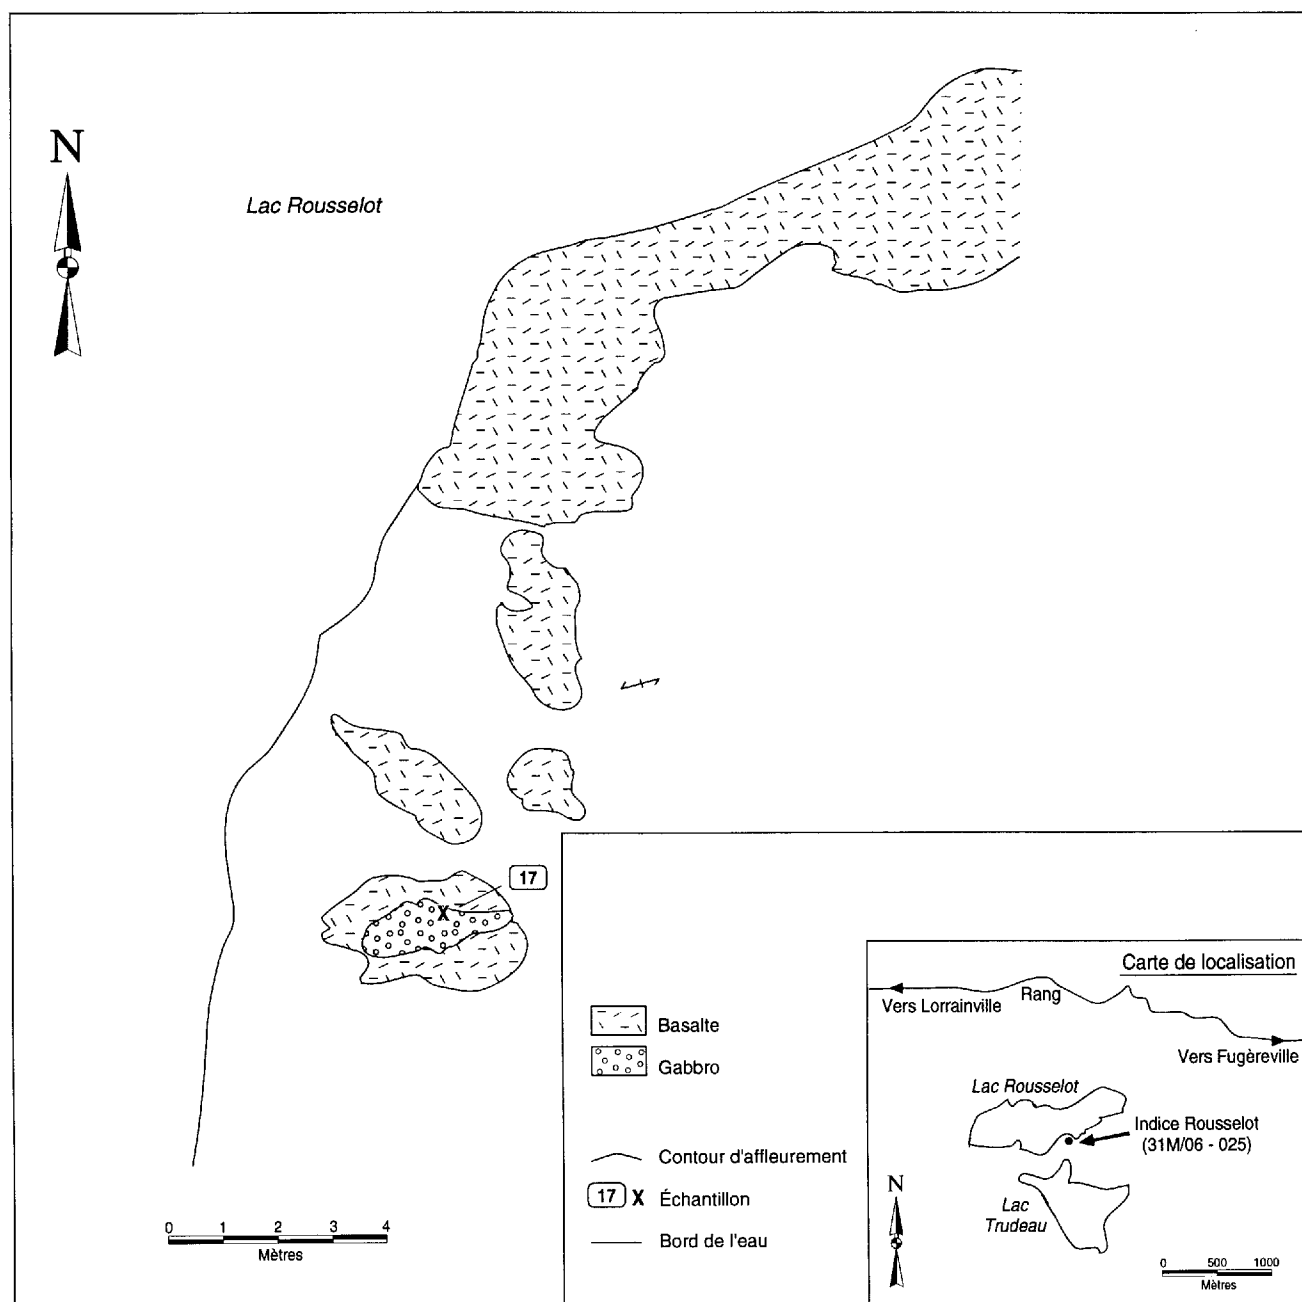 N
Lac Rousselot
17
Basalte
Gabbro
Contour d'affleurement
17 X Échantillon
Bord de l'eau
0 1 2 3 4
Mètres
Carte de localisation
Vers Lorrainville
Rang
Vers Fugèreville
Lac Rousselot
Indice Rousselot
(31M/06 - 025)
Lac
Trudeau
N
0 500 1000
Mètres